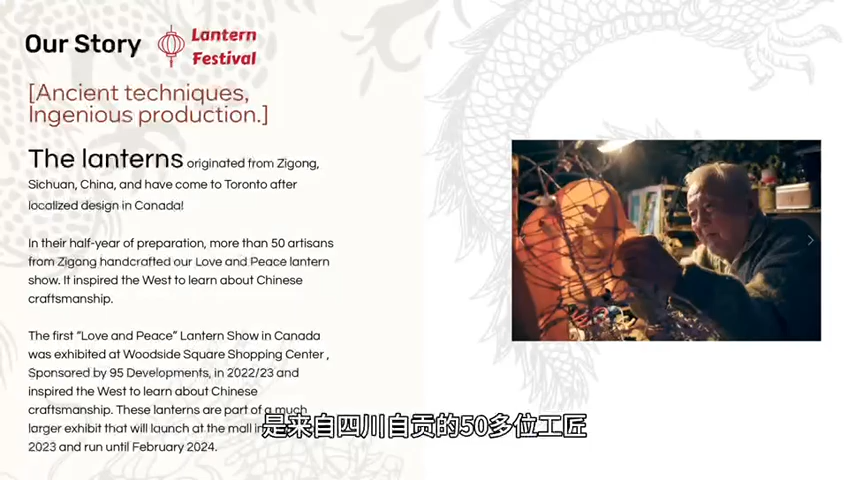 Our Story
Lantern
Festival
[Ancient techniques,
Ingenious production.]
The lanterns originated from Zigong,
Sichuan, China, and have come to Toronto after
localized design in Canada!
In their half-year of preparation, more than 50 artisans
from Zigong handcrafted our Love and Peace lantern
show. It inspired the West to learn about Chinese
craftsmanship.
The first “Love and Peace” Lantern Show in Canada
was exhibited at Woodside Square Shopping Center ,
Sponsored by 95 Developments, in 2022/23 and
inspired the West to learn about Chinese
craftsmanship. These lanterns are part of a much
larger exhibit that will launch at the mall in
2023 and run until February 2024.
是来自四川自贡的50多位工匠